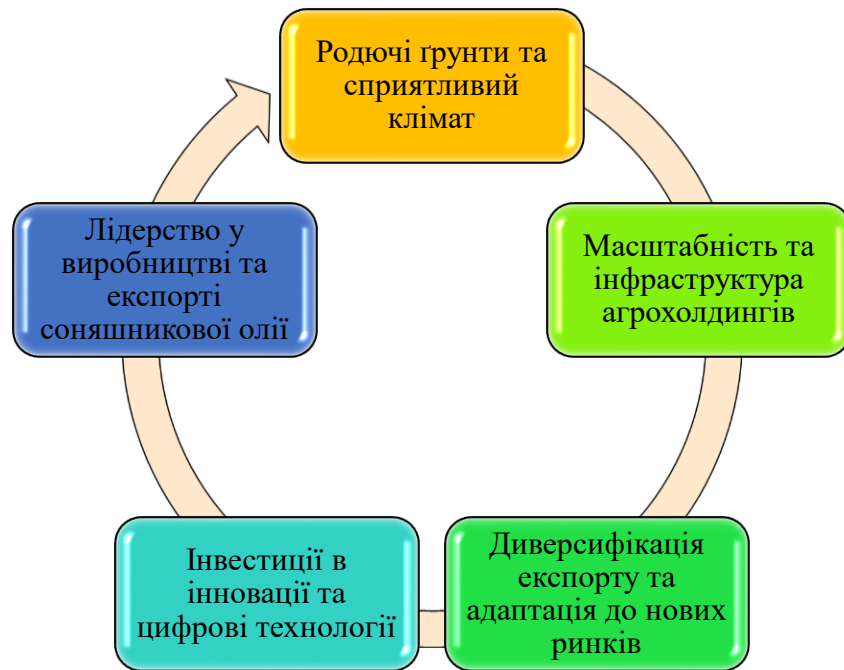 Родючі ґрунти та
сприятливий
клімат
Масштабність та
інфраструктура
агрохолдингів
Диверсифікація
експорту та
адаптація до нових
ринків
Інвестиції в
інновації та
цифрові технології
Лідерство у
виробництві та
експорті
соняшникової олії